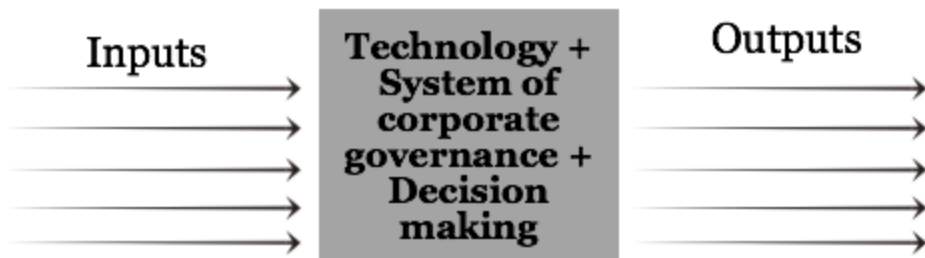 Inputs
Technology +
System of
corporate
governance +
Decision
making
Outputs